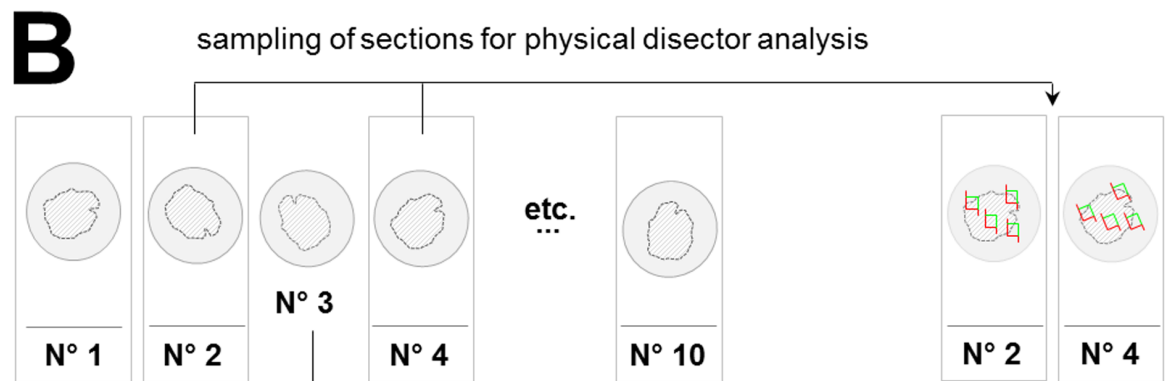 B
sampling of sections for physical disector analysis
etc.
...
N° 3
N° 1
N° 2
N° 4
N° 10
N° 2
N° 4